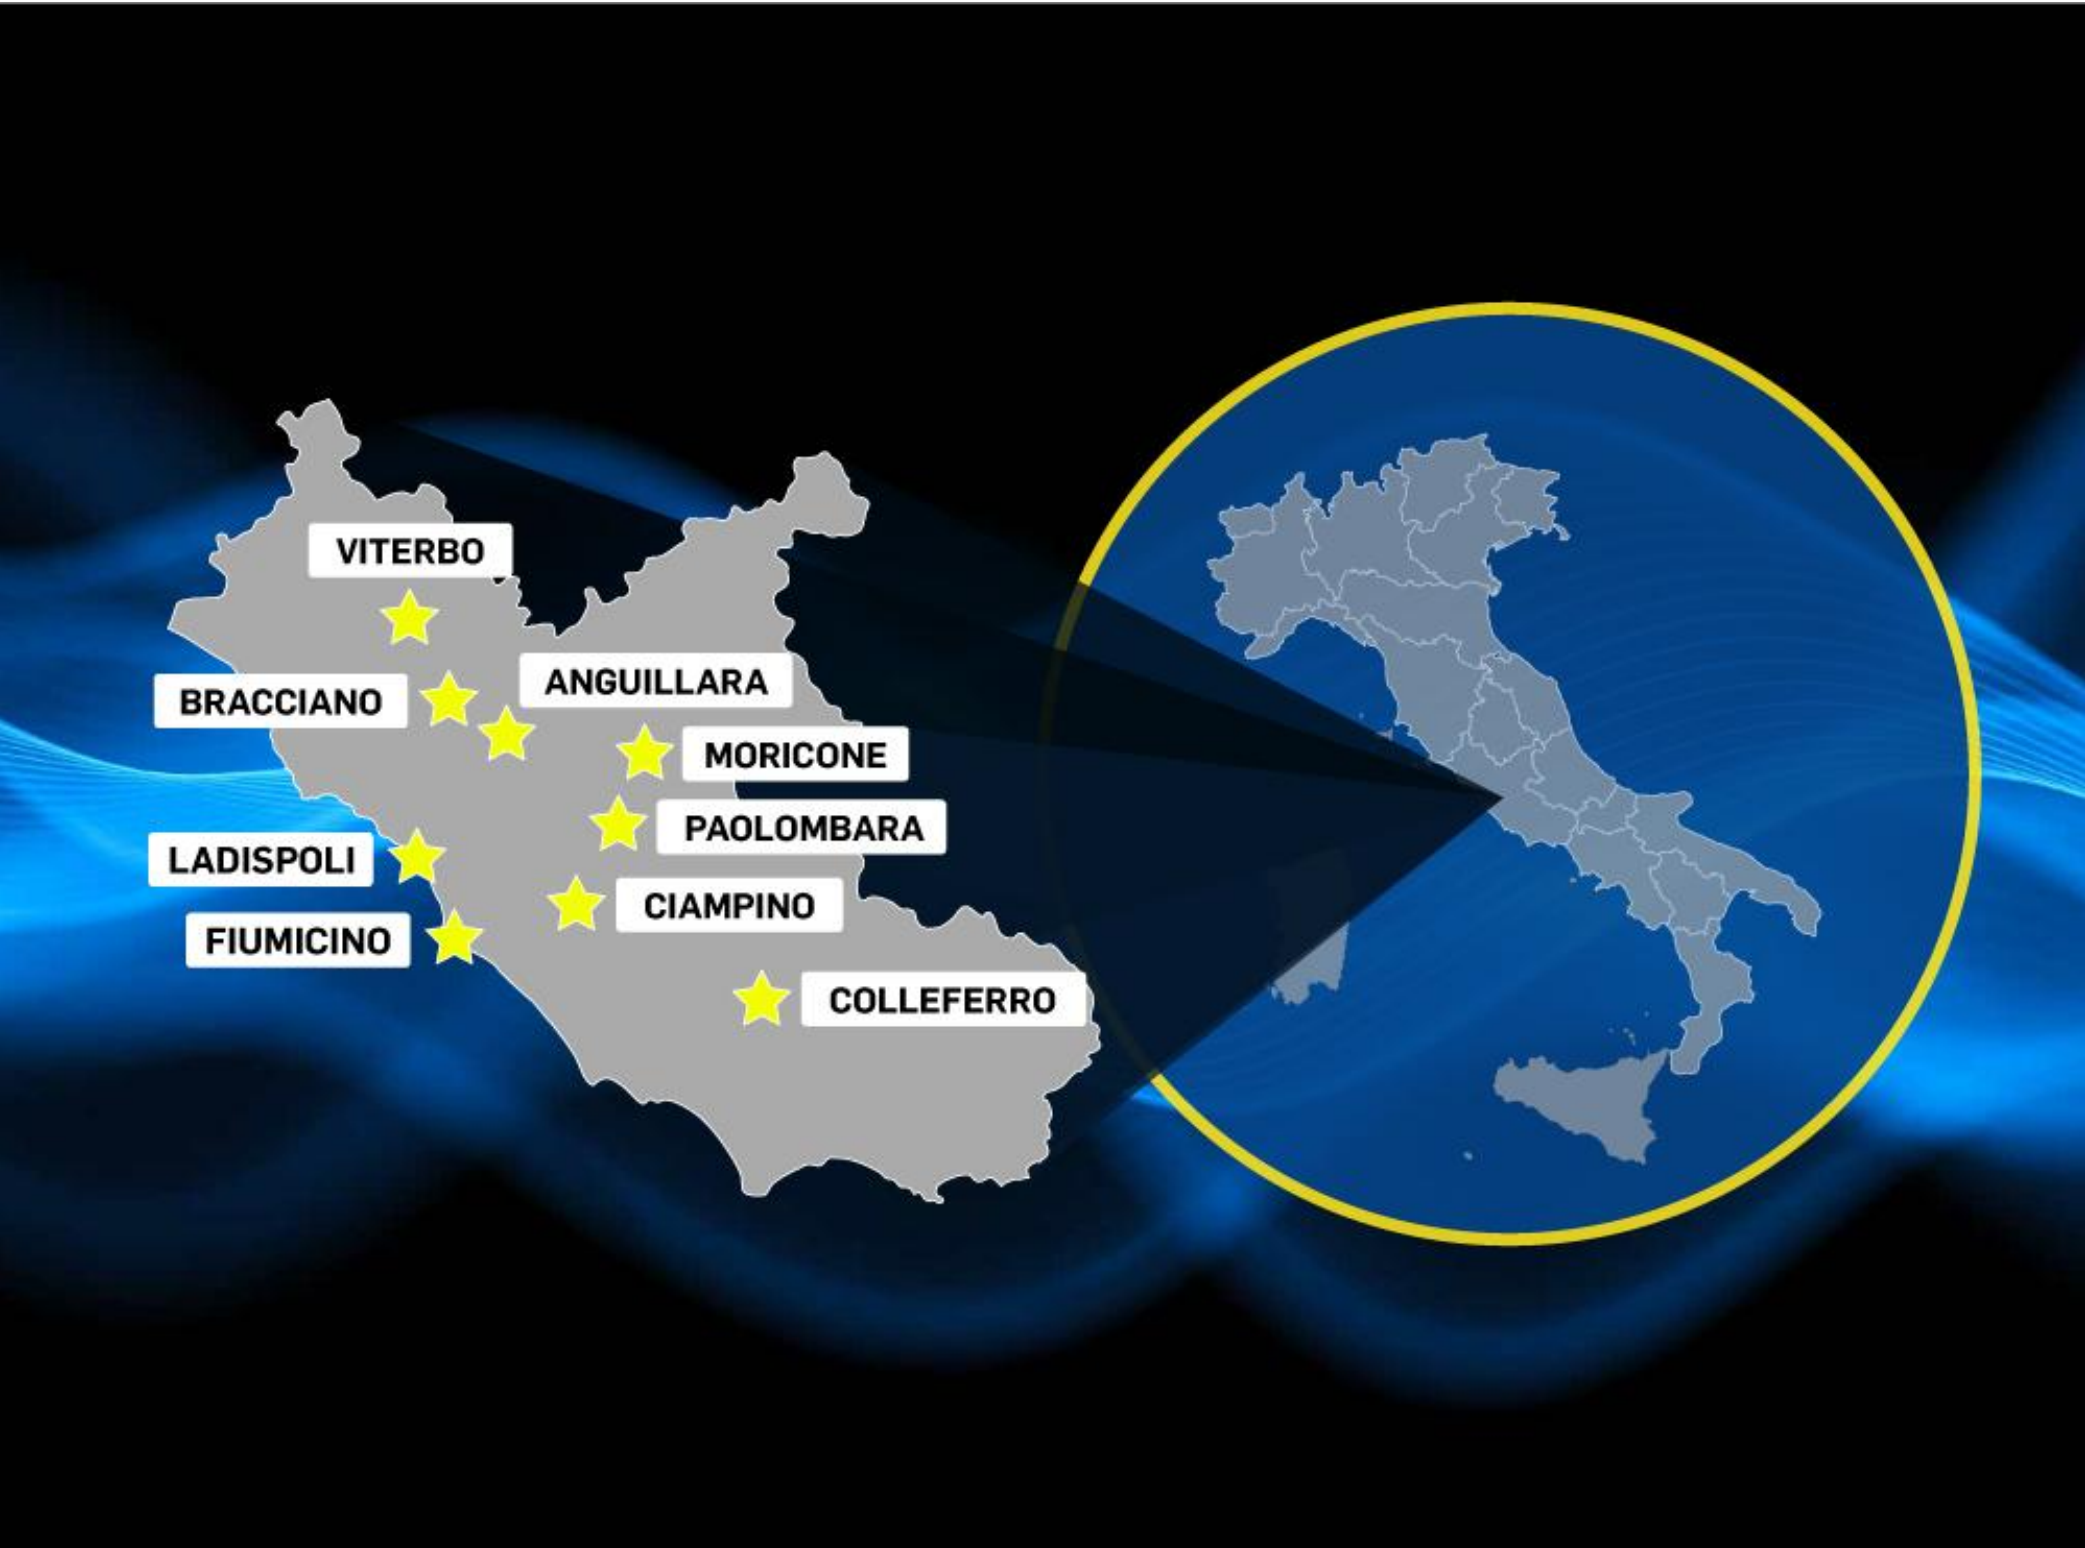 VITERBO
ANGUILLARA
BRACCIANO
MORICONE
PAOLOMBARA
LADISPOLI
CIAMPINO
FIUMICINO
COLLEFERRO